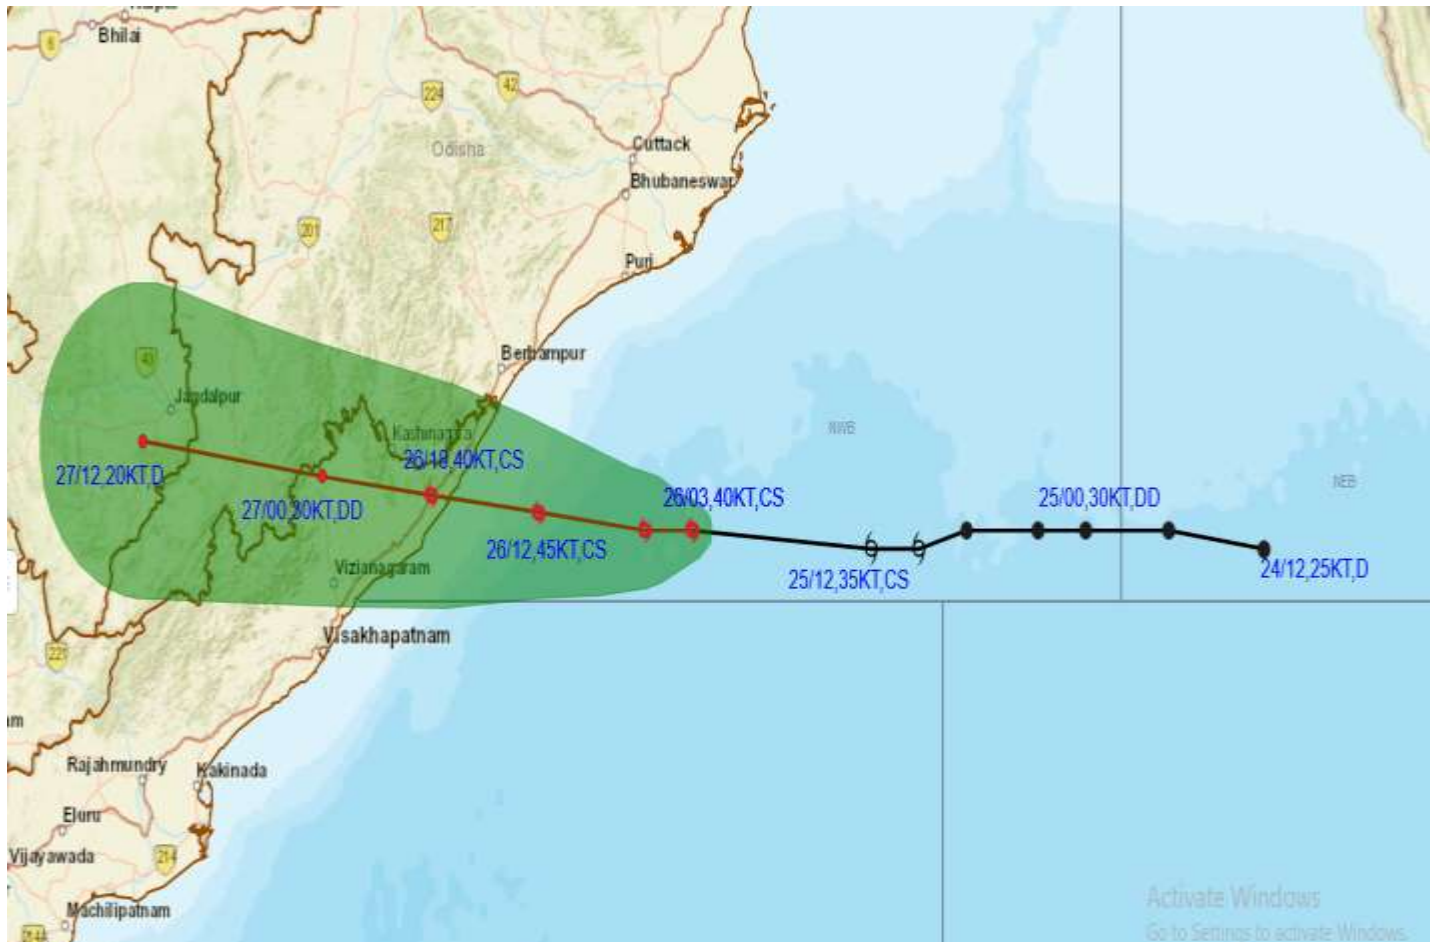 Bhilai
6
224
42
Odisha
Cuttack
Bhubaneswar
201
217
Puri
Berhampur
43
Jagdalpur
NWB
Kashinagara
26/18,40KT,CS
27/12,20KT,D
26/03,40KT,CS
25/00,30KT,DD
NEB
27/00,30KT,DD
26/12,45KT,CS
Vizianagaram
25/12,35KT,CS
24/12,25KT,D
Visakhapatnam
221
am
Rajahmundry
Kakinada
Eluru
Vijayawada
214
Machilipatnam
214A
Activate Windows
Go to Settings to activate Windows.